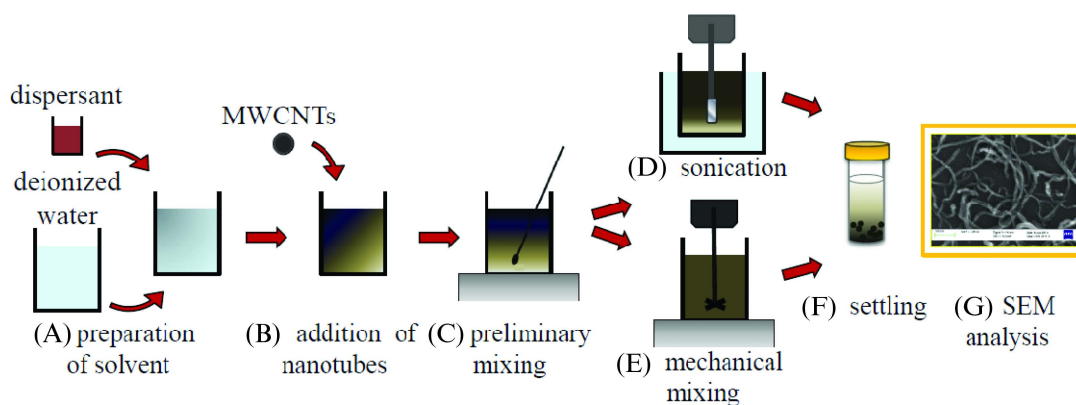 dispersant
deionized
water
MWCNTs
(A) preparation
of solvent
(B) addition of
nanotubes
(C) preliminary
mixing
(D) sonication
(E) mechanical
mixing
(F) settling
(G) SEM
analysis